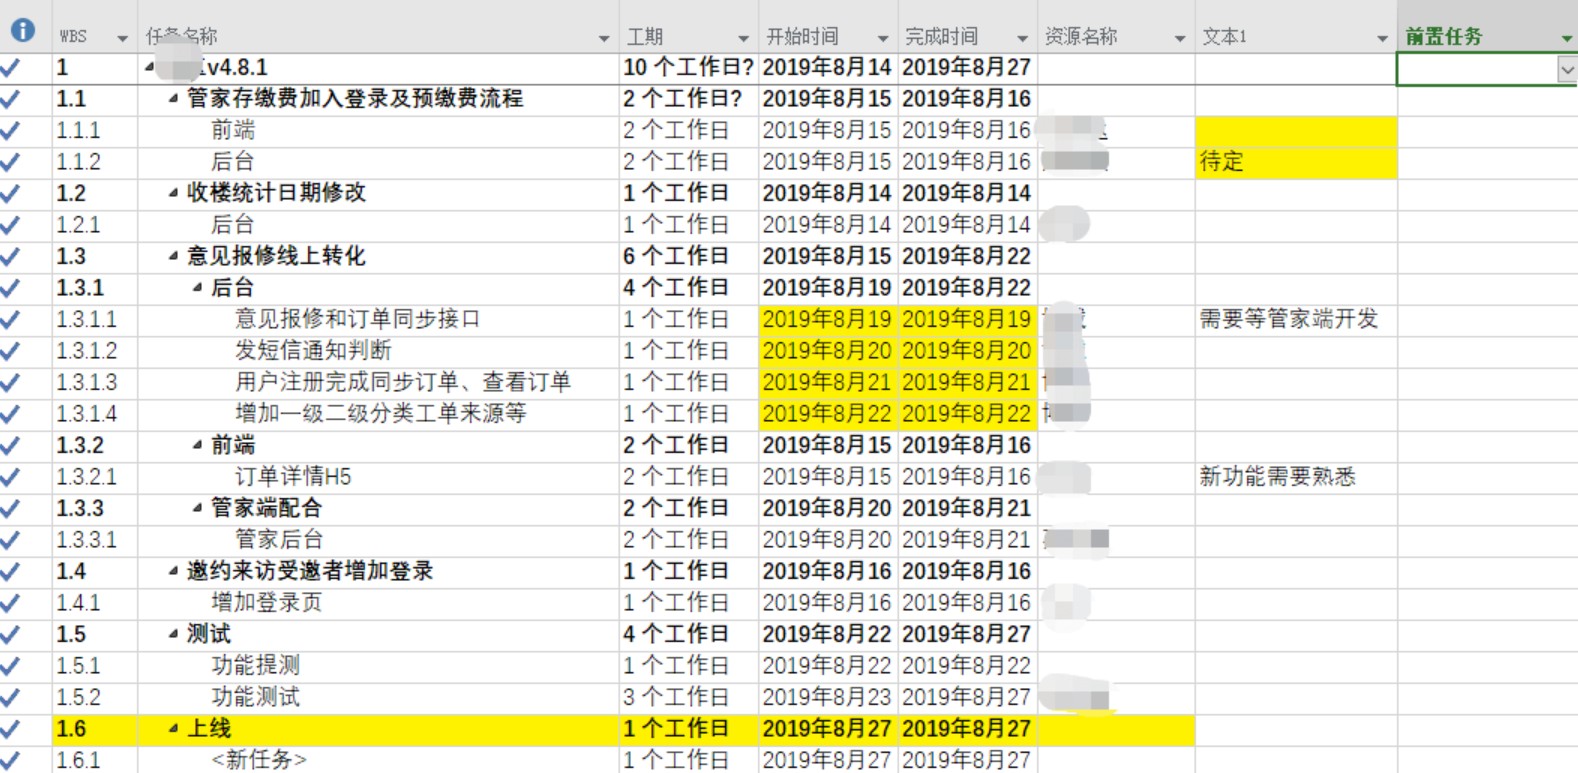 WBS 任务名称 工期 开始时间 完成时间 资源名称 文本1 前置任务
1 v4.8.1 10 个工作日? 2019年8月14 2019年8月27
1.1 管家存缴费加入登录及预缴费流程 2 个工作日? 2019年8月15 2019年8月16
1.1.1 前端 2 个工作日 2019年8月15 2019年8月16
1.1.2 后台 2 个工作日 2019年8月15 2019年8月16 待定
1.2 收楼统计日期修改 1 个工作日 2019年8月14 2019年8月14
1.2.1 后台 1 个工作日 2019年8月14 2019年8月14
1.3 意见报修线上转化 6 个工作日 2019年8月15 2019年8月22
1.3.1 后台 4 个工作日 2019年8月19 2019年8月22
1.3.1.1 意见报修和订单同步接口 1 个工作日 2019年8月19 2019年8月19 需要等管家端开发
1.3.1.2 发短信通知判断 1 个工作日 2019年8月20 2019年8月20
1.3.1.3 用户注册完成同步订单、查看订单 1 个工作日 2019年8月21 2019年8月21
1.3.1.4 增加一级二级分类工单来源等 1 个工作日 2019年8月22 2019年8月22
1.3.2 前端 2 个工作日 2019年8月15 2019年8月16
1.3.2.1 订单详情H5 2 个工作日 2019年8月15 2019年8月16 新功能需要熟悉
1.3.3 管家端配合 2 个工作日 2019年8月20 2019年8月21
1.3.3.1 管家后台 2 个工作日 2019年8月20 2019年8月21
1.4 邀约来访受邀者增加登录 1 个工作日 2019年8月16 2019年8月16
1.4.1 增加登录页 1 个工作日 2019年8月16 2019年8月16
1.5 测试 4 个工作日 2019年8月22 2019年8月27
1.5.1 功能提测 1 个工作日 2019年8月22 2019年8月22
1.5.2 功能测试 3 个工作日 2019年8月23 2019年8月27
1.6 上线 1 个工作日 2019年8月27 2019年8月27
1.6.1 <新任务> 1 个工作日 2019年8月27 2019年8月27